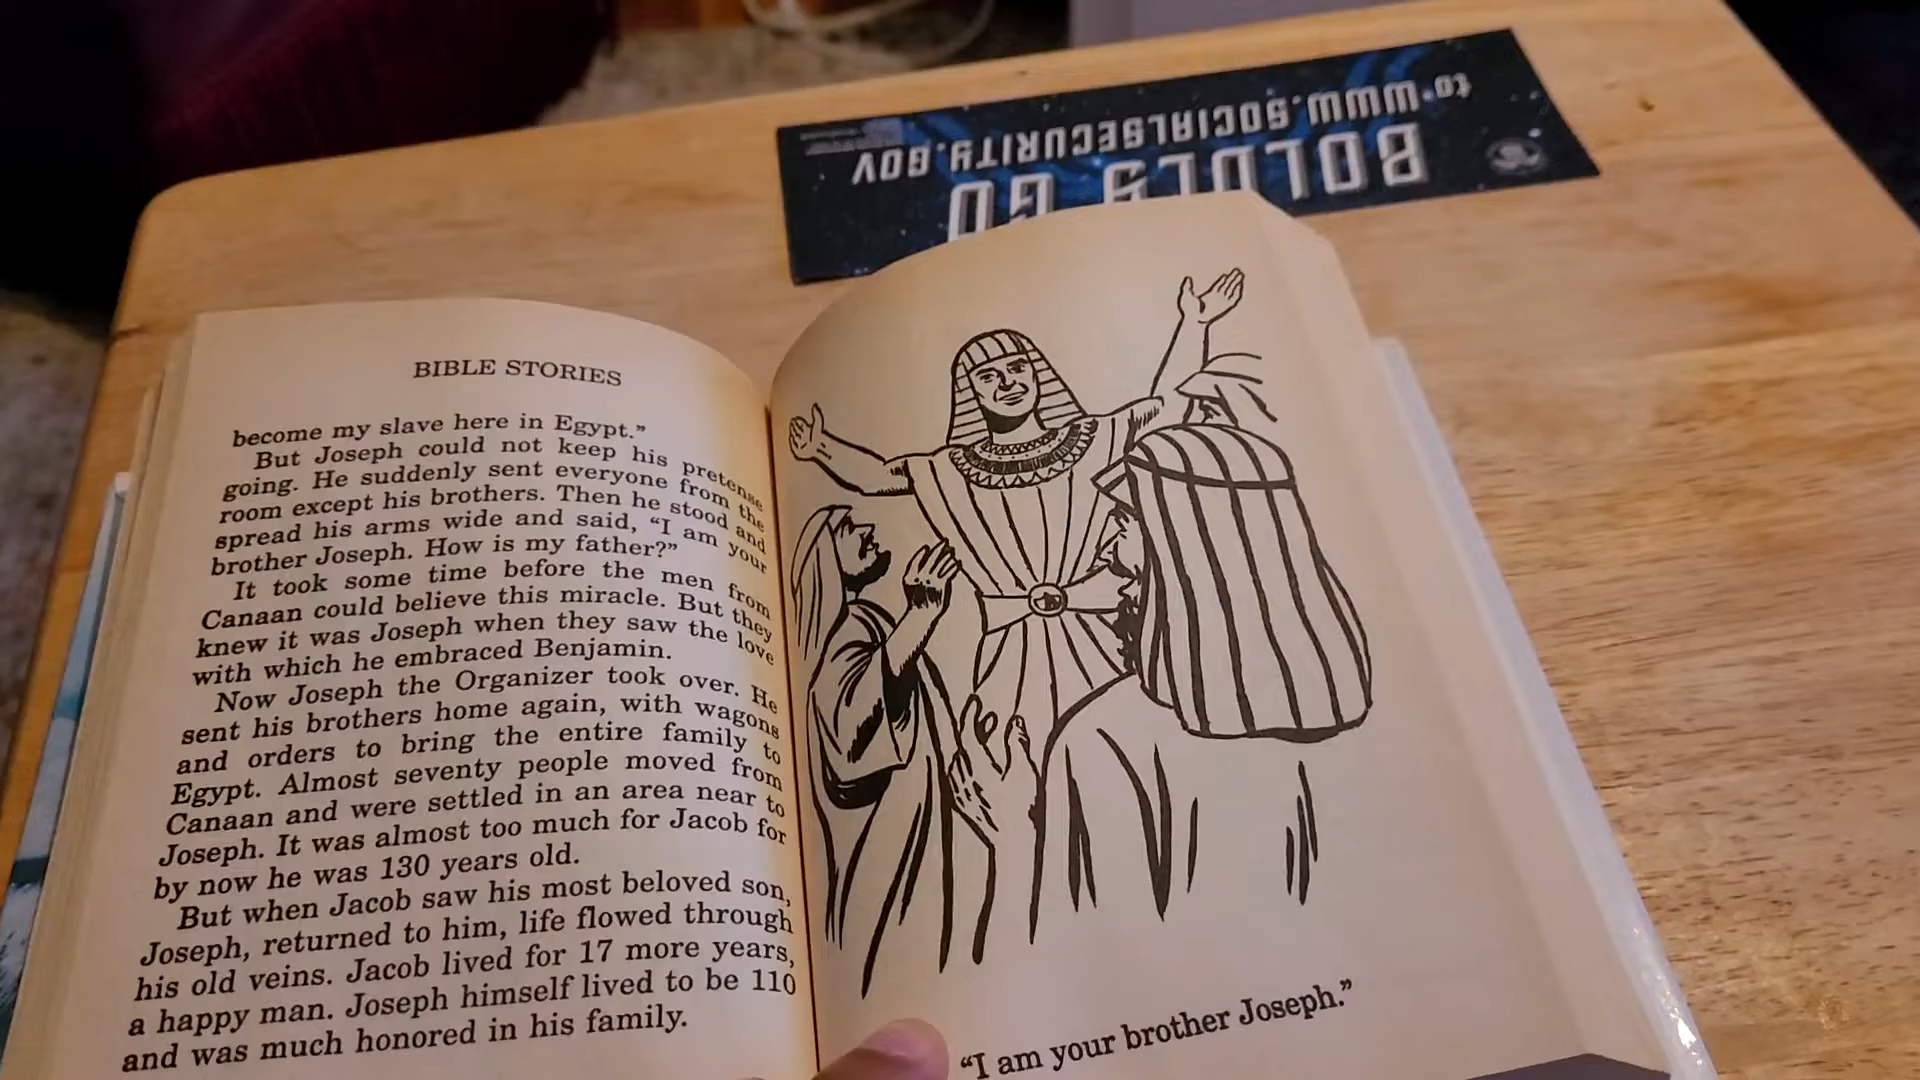 BOLDLY GO
to www.socialsecurity.gov
BIBLE STORIES
become my slave here in Egypt.”
But Joseph could not keep his pretense
going. He suddenly sent everyone from the
room except his brothers. Then he stood and
spread his arms wide and said, “I am your
brother Joseph. How is my father?”
It took some time before the men from
Canaan could believe this miracle. But they
knew it was Joseph when they saw the love
with which he embraced Benjamin.
Now Joseph the Organizer took over. He
sent his brothers home again, with wagons
and orders to bring the entire family to
Egypt. Almost seventy people moved from
Canaan and were settled in an area near to
Joseph. It was almost too much for Jacob for
by now he was 130 years old.
But when Jacob saw his most beloved son,
Joseph, returned to him, life flowed through
his old veins. Jacob lived for 17 more years,
a happy man. Joseph himself lived to be 110
and was much honored in his family.
“I am your brother Joseph.”